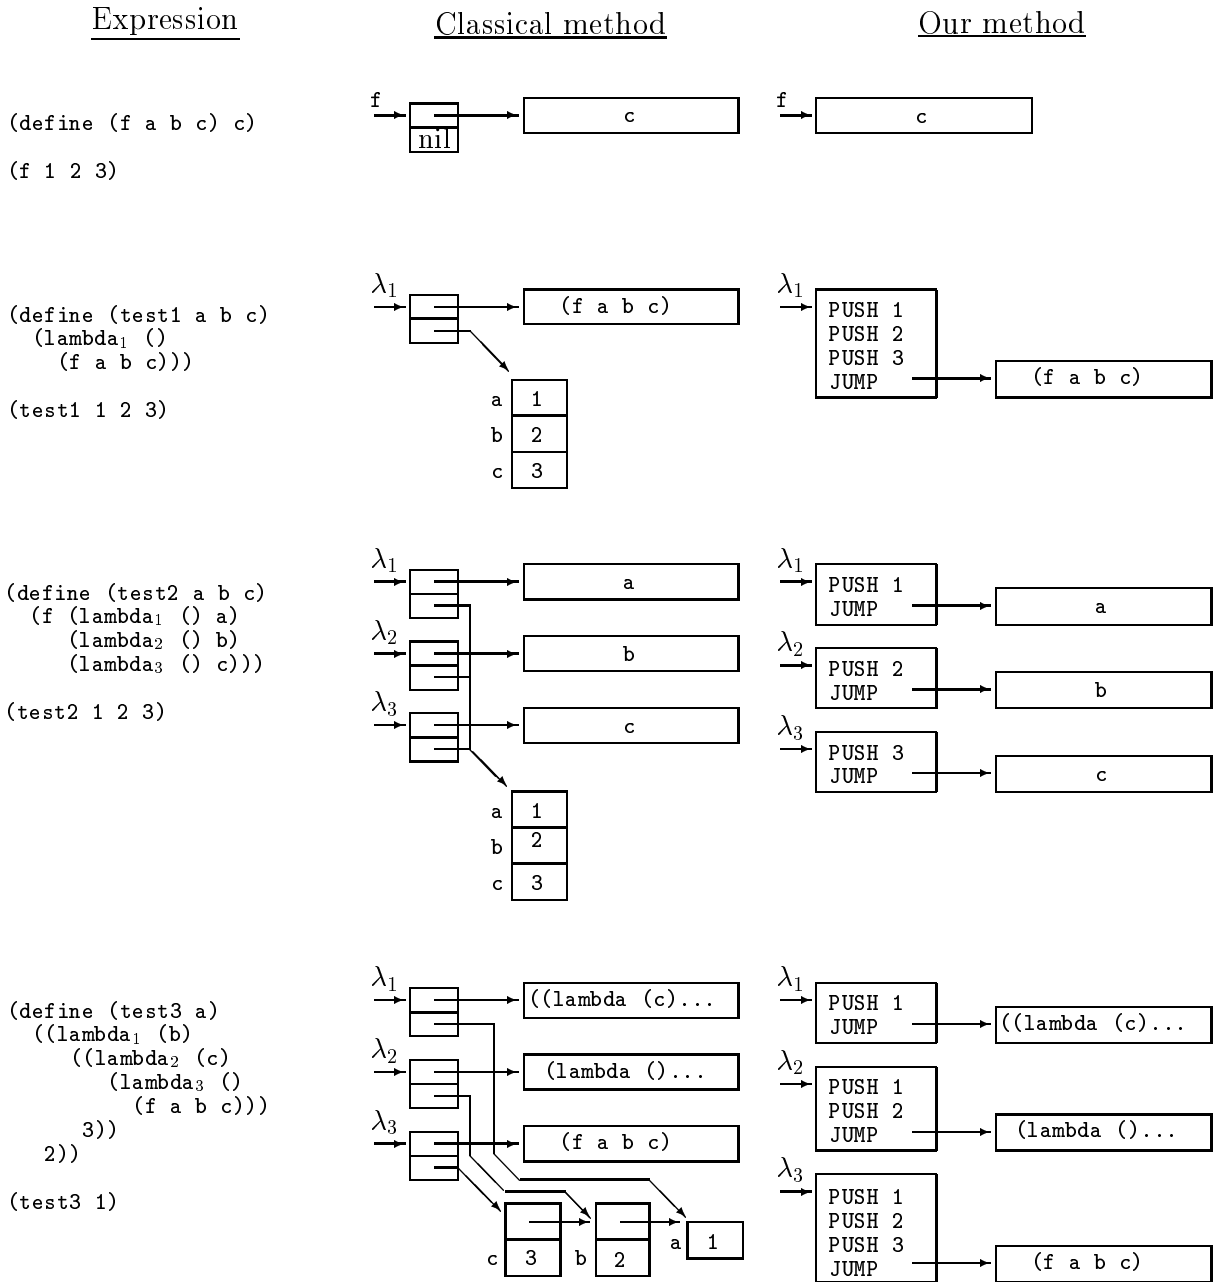 Expression
Classical method
Our method
(define (f a b c) c)
(f 1 2 3)
f
nil
c
f
c
(define (test1 a b c)
(lambda₁ ()
(f a b c)))
(test1 1 2 3)
λ₁
(f a b c)
a 1
b 2
c 3
λ₁
PUSH 1
PUSH 2
PUSH 3
JUMP
(f a b c)
(define (test2 a b c)
(f (lambda₁ () a)
(lambda₂ () b)
(lambda₃ () c)))
(test2 1 2 3)
λ₁
a
λ₂
b
λ₃
c
a 1
b 2
c 3
λ₁
PUSH 1
JUMP
a
λ₂
PUSH 2
JUMP
b
λ₃
PUSH 3
JUMP
c
(define (test3 a)
((lambda₁ (b)
((lambda₂ (c)
(lambda₃ ()
(f a b c)))
3))
2))
(test3 1)
λ₁
((lambda (c)...
λ₂
(lambda ()...
λ₃
(f a b c)
c 3
b 2
a 1
λ₁
PUSH 1
JUMP
((lambda (c)...
λ₂
PUSH 1
PUSH 2
JUMP
(lambda ()...
λ₃
PUSH 1
PUSH 2
PUSH 3
JUMP
(f a b c)